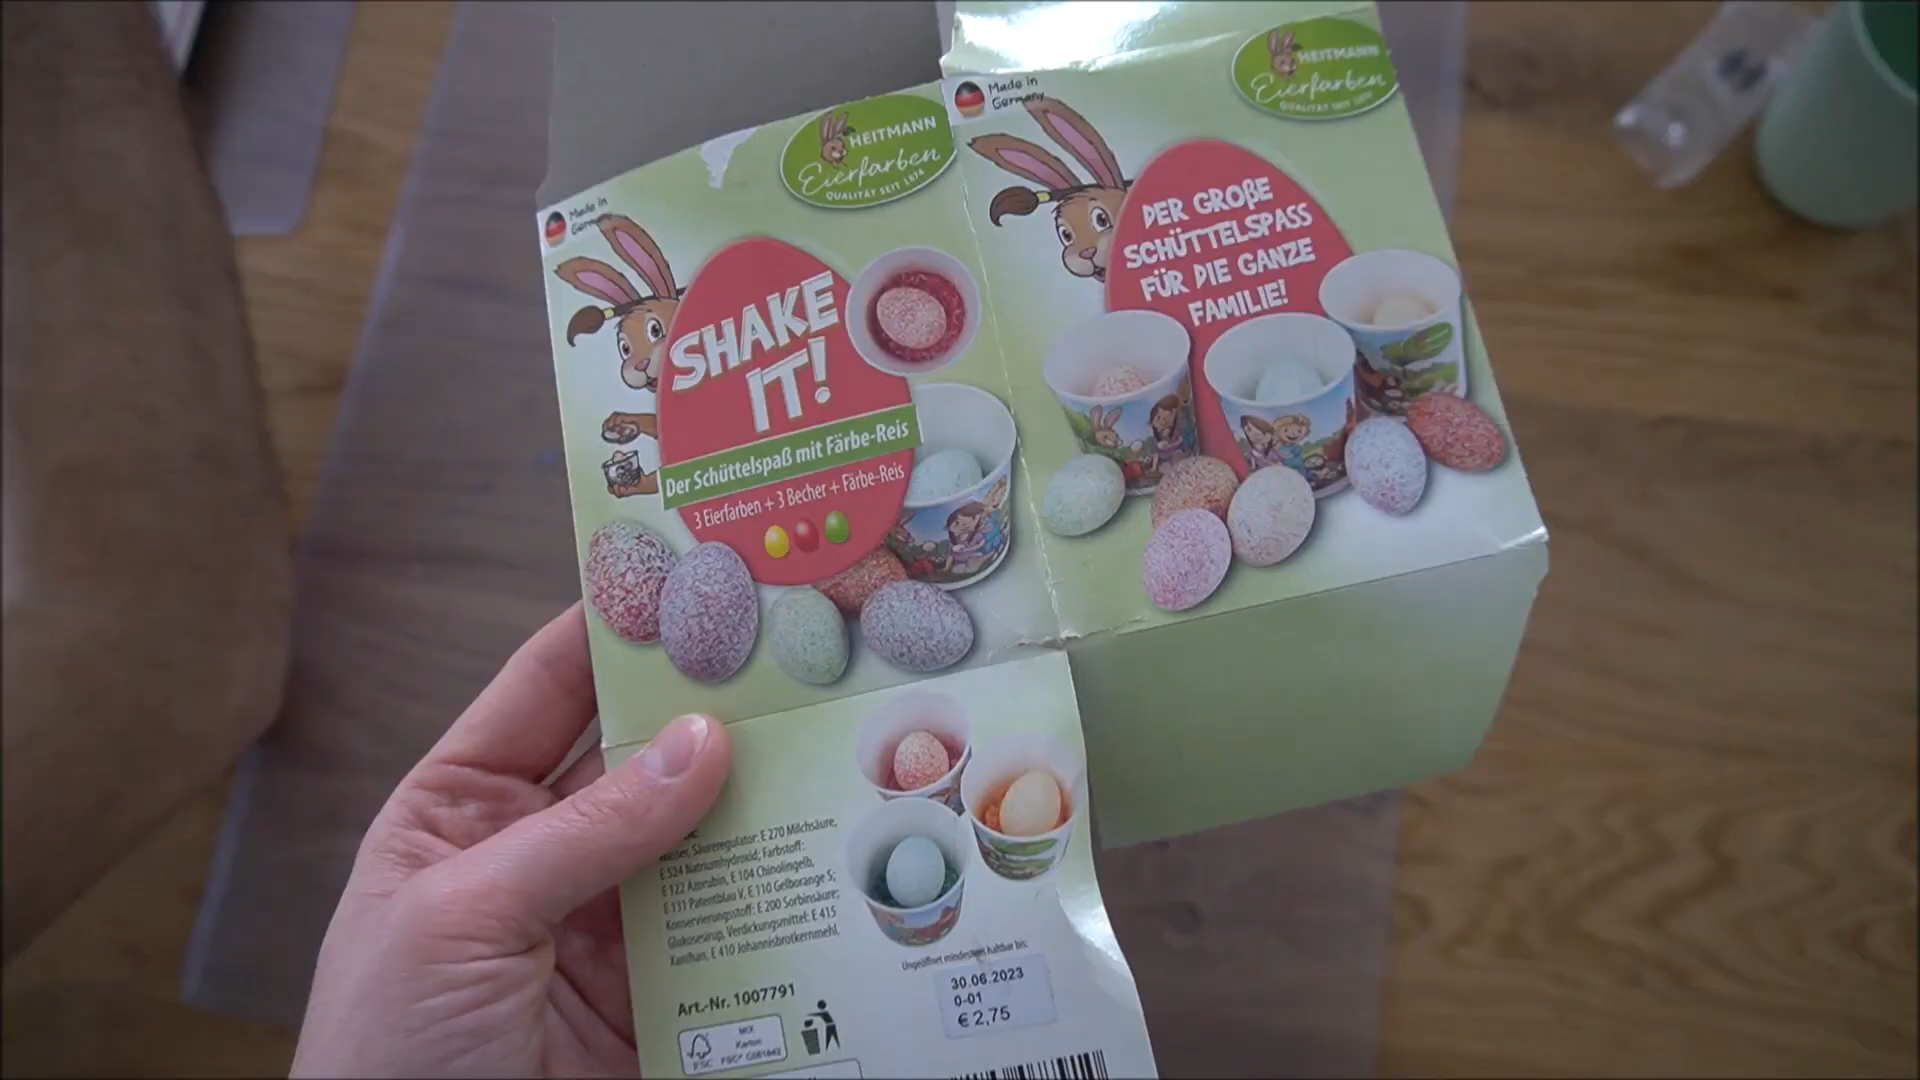 Made in
Germany
HEITMANN
Eierfarben
QUALITÄT SEIT 1874
SHAKE
IT!
Der Schüttelspaß mit Färbe-Reis
3 Eierfarben + 3 Becher + Färbe-Reis
Made in
Germany
HEITMANN
Eierfarben
QUALITÄT SEIT 1874
DER GROẞE
SCHÜTTELSPASS
FÜR DIE GANZE
FAMILIE!
Wasser, Säureregulator: E 270 Milchsäure,
E 524 Natriumhydroxid; Farbstoff:
E 122 Azorubin, E 104 Chinolingelb,
E 131 Patentblau V, E 110 Gelborange S;
Konservierungsstoff: E 200 Sorbinsäure;
Glukosesirup, Verdickungsmittel: E 415
Xanthan, E 410 Johannisbrotkernmehl.
Ungeöffnet mindestens haltbar bis:
30.06.2023
0-01
€ 2,75
Art.-Nr. 1007791
FSC
MIX
Karton